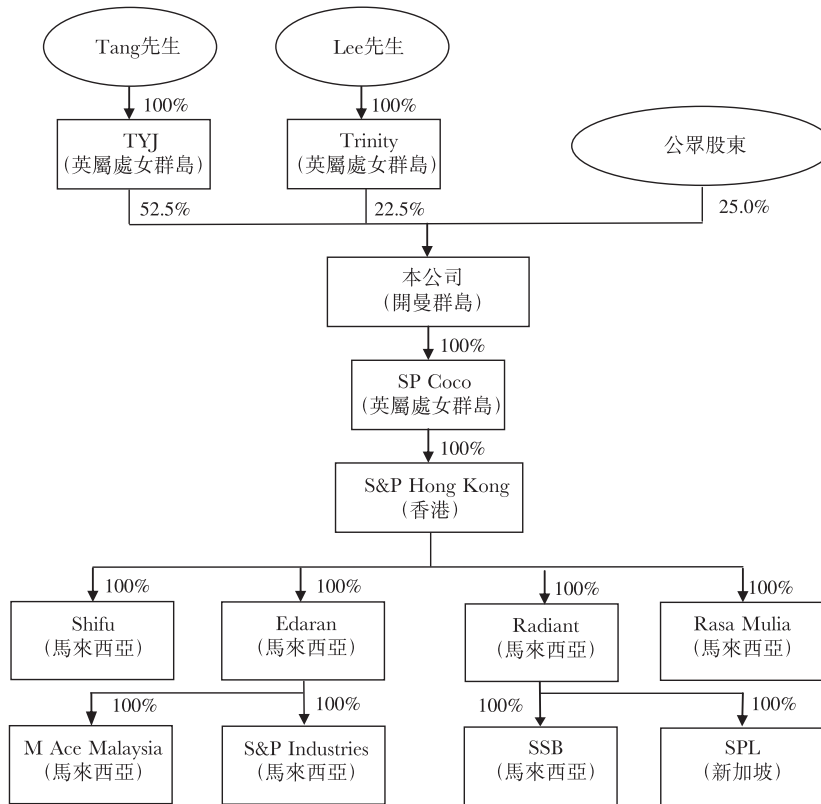 Tang先生
Lee先生
100%
100%
TYJ
(英屬處女群島)
Trinity
(英屬處女群島)
公眾股東
52.5%
22.5%
25.0%
本公司
(開曼群島)
100%
SP Coco
(英屬處女群島)
100%
S&P Hong Kong
(香港)
100%
100%
100%
100%
Shifu
(馬來西亞)
Edaran
(馬來西亞)
Radiant
(馬來西亞)
Rasa Mulia
(馬來西亞)
100%
100%
100%
100%
M Ace Malaysia
(馬來西亞)
S&P Industries
(馬來西亞)
SSB
(馬來西亞)
SPL
(新加坡)